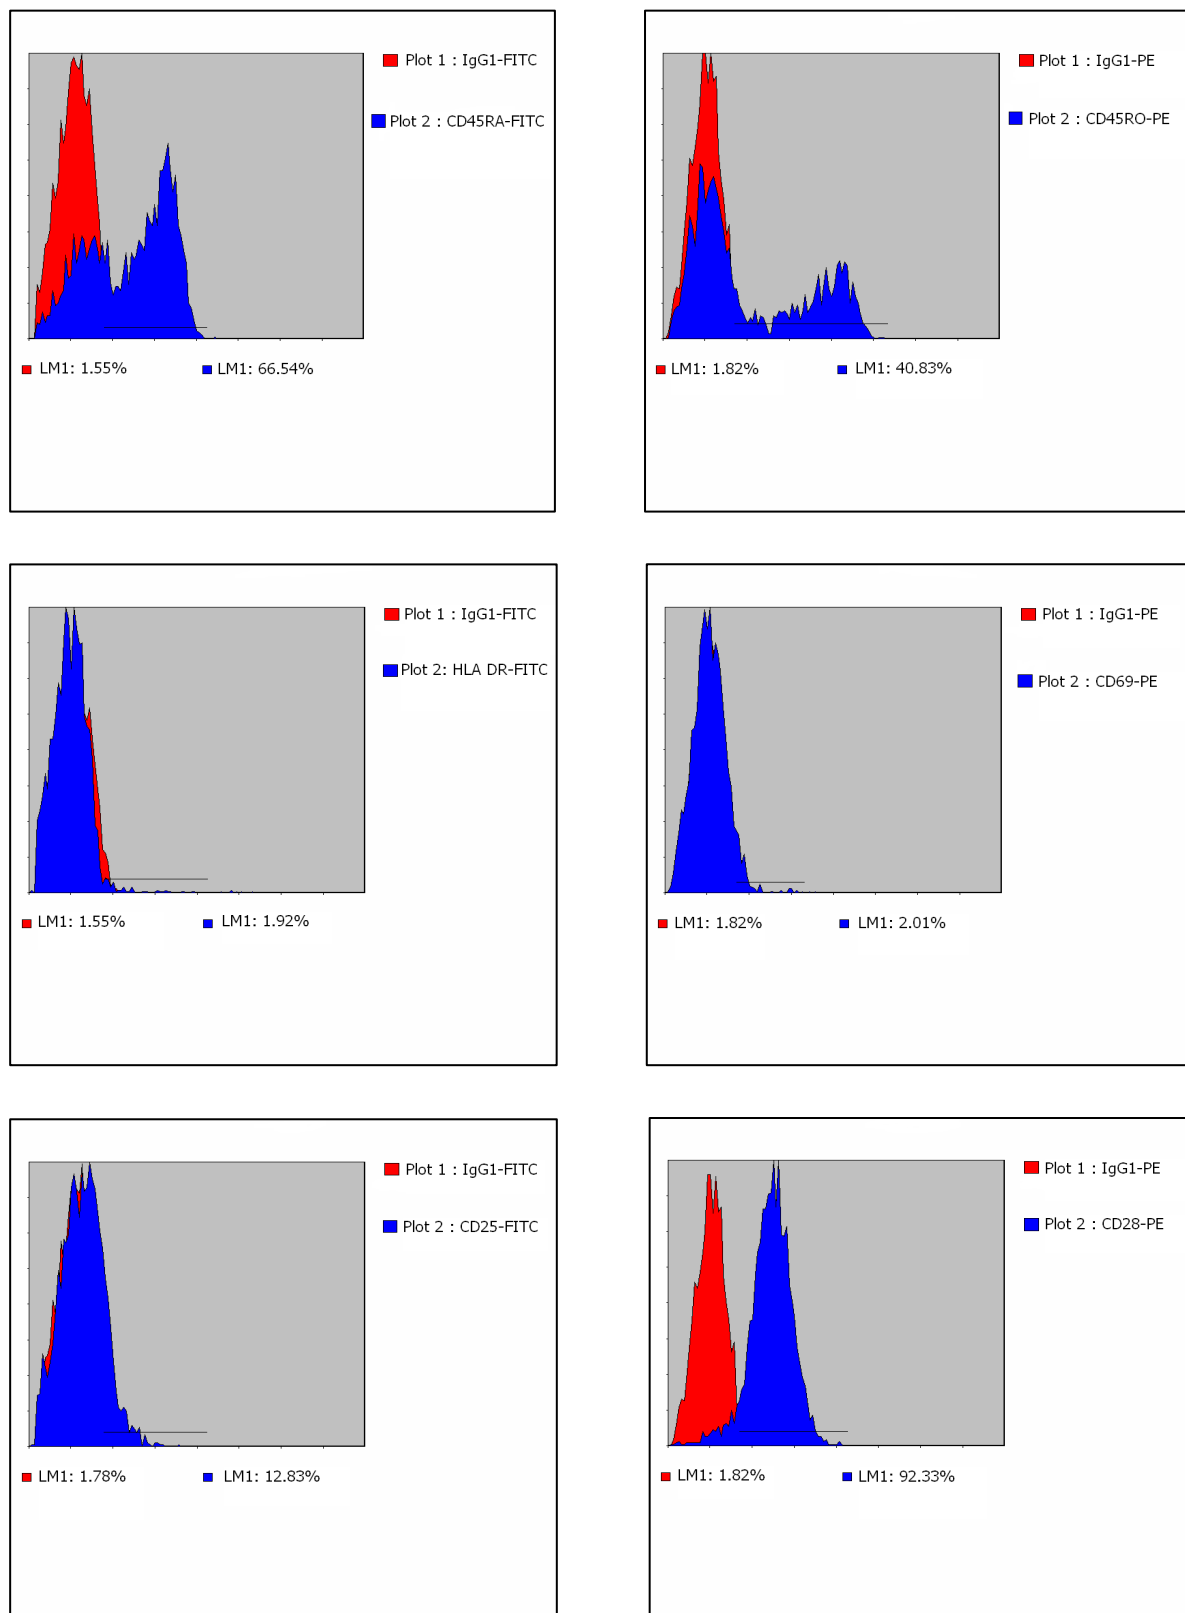 Plot 1 : IgG1-FITC
Plot 2 : CD45RA-FITC
LM1: 1.55%
LM1: 66.54%
Plot 1 : IgG1-PE
Plot 2 : CD45RO-PE
LM1: 1.82%
LM1: 40.83%
Plot 1 : IgG1-FITC
Plot 2: HLA DR-FITC
LM1: 1.55%
LM1: 1.92%
Plot 1 : IgG1-PE
Plot 2 : CD69-PE
LM1: 1.82%
LM1: 2.01%
Plot 1 : IgG1-FITC
Plot 2 : CD25-FITC
LM1: 1.78%
LM1: 12.83%
Plot 1 : IgG1-PE
Plot 2 : CD28-PE
LM1: 1.82%
LM1: 92.33%